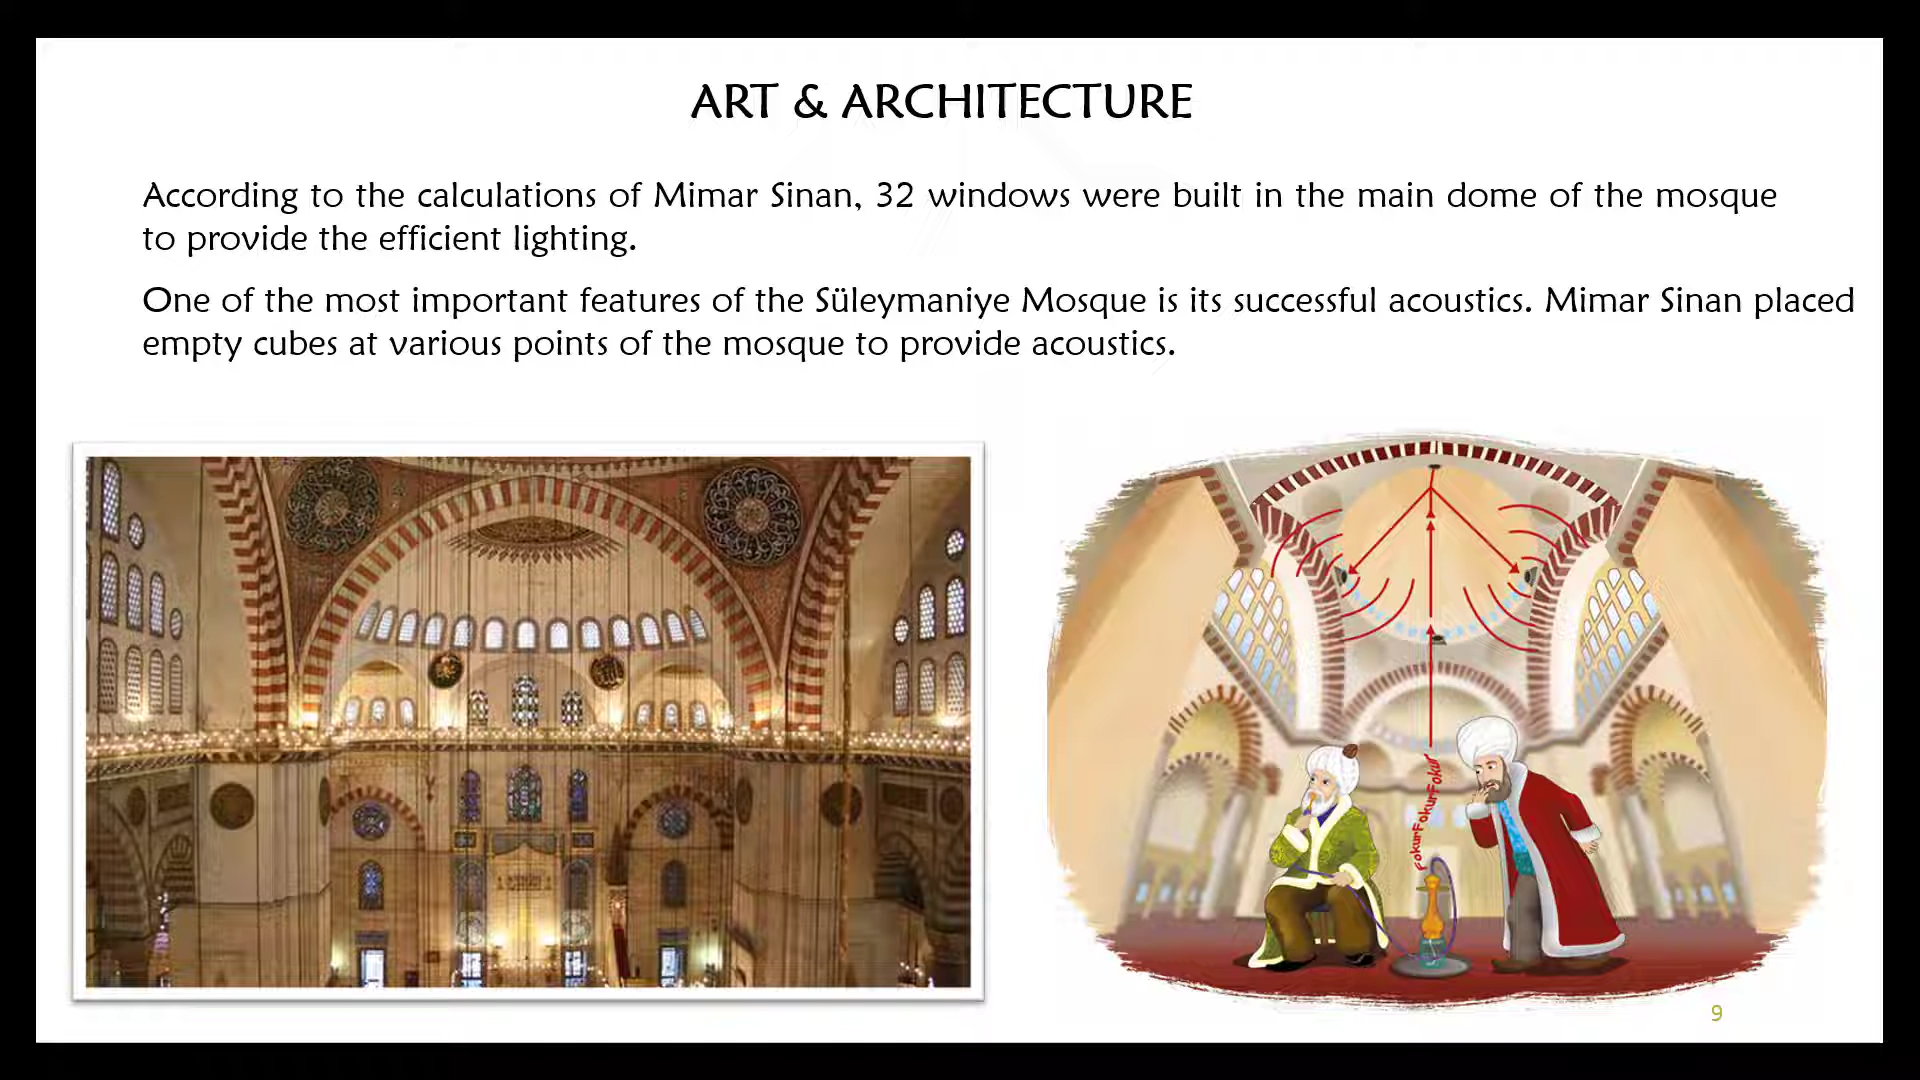 ART & ARCHITECTURE
According to the calculations of Mimar Sinan, 32 windows were built in the main dome of the mosque
to provide the efficient lighting.
One of the most important features of the Süleymaniye Mosque is its successful acoustics. Mimar Sinan placed
empty cubes at various points of the mosque to provide acoustics.
FokurFokurFokur
9